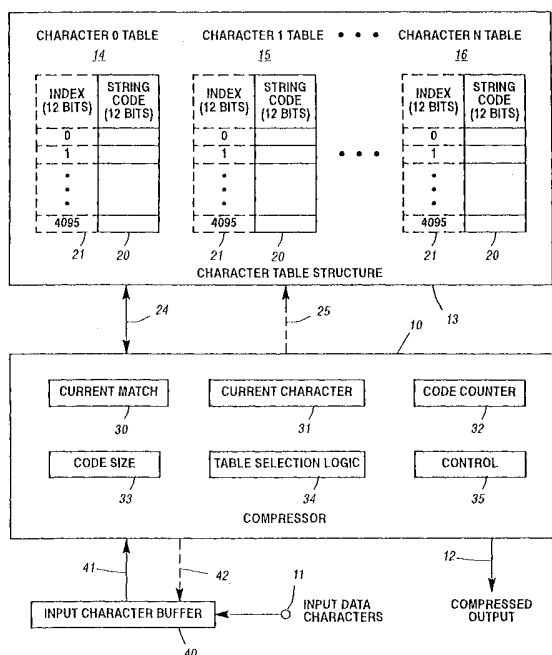 CHARACTER 0 TABLE CHARACTER 1 TABLE • • • CHARACTER N TABLE
14 15 16
INDEX (12 BITS) STRING CODE (12 BITS) INDEX (12 BITS) STRING CODE (12 BITS) INDEX (12 BITS) STRING CODE (12 BITS)
0 0 0
1 1 1
4095 4095 4095
21 20 21 20 21 20
CHARACTER TABLE STRUCTURE
24 25 13
10
CURRENT MATCH CURRENT CHARACTER CODE COUNTER
30 31 32
CODE SIZE TABLE SELECTION LOGIC CONTROL
33 34 35
COMPRESSOR
41 42 11 12
INPUT CHARACTER BUFFER INPUT DATA CHARACTERS COMPRESSED OUTPUT
40